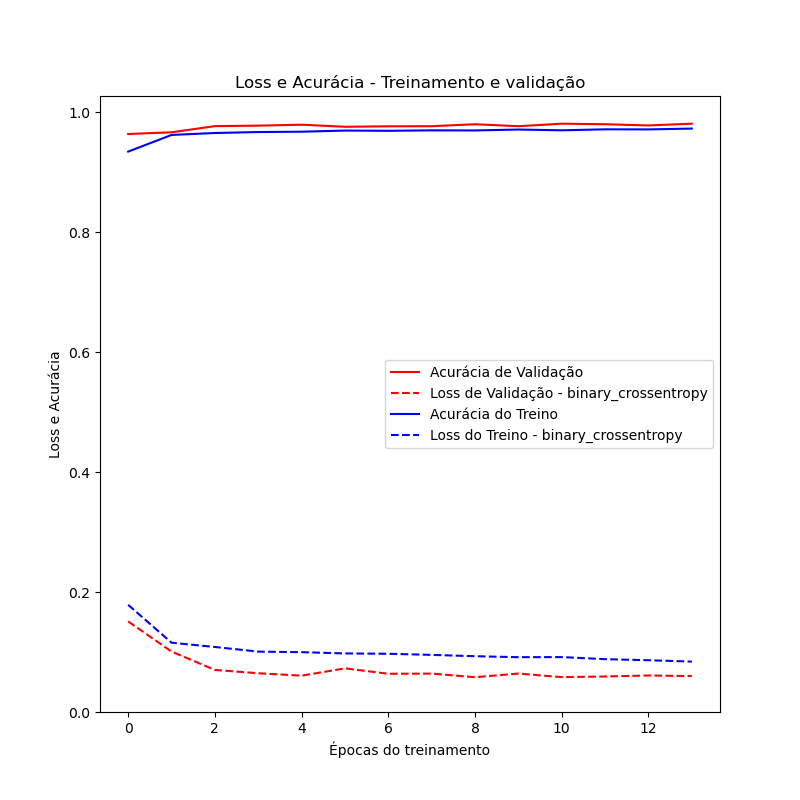 Loss e Acurácia - Treinamento e validação
1.0
0.8
0.6
0.4
0.2
0.0
Loss e Acurácia
Acurácia de Validação
Loss de Validação - binary_crossentropy
Acurácia do Treino
Loss do Treino - binary_crossentropy
0 2 4 6 8 10 12
Épocas do treinamento